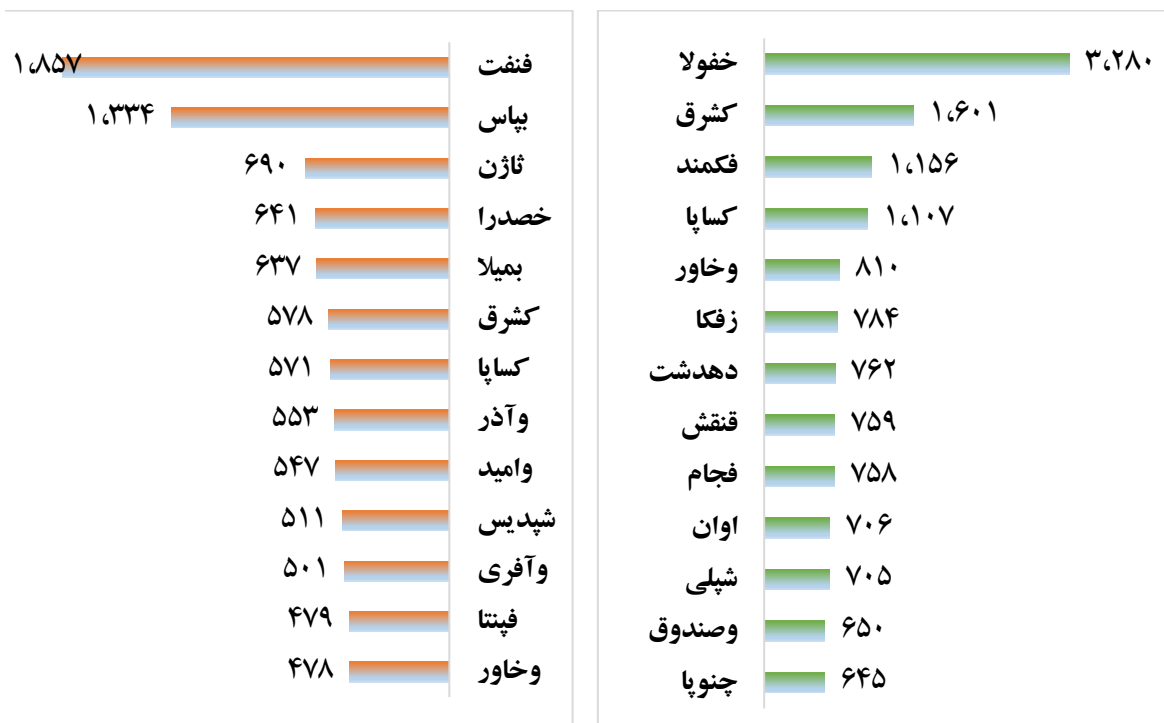 خفولا ۳،۲۸۰
کشرق ۱،۶۰۱
فکمند ۱،۱۵۶
کساپا ۱،۱۰۷
وخاور ۸۱۰
زفکا ۷۸۴
دهدشت ۷۶۲
قنقش ۷۵۹
فجام ۷۵۸
اوان ۷۰۶
شپلی ۷۰۵
وصندوق ۶۵۰
چنوپا ۶۴۵
فنفت ۱،۸۵۷
بپاس ۱،۳۳۴
ثاژن ۶۹۰
خصدرا ۶۴۱
بمیلا ۶۳۷
کشرق ۵۷۸
کساپا ۵۷۱
وآذر ۵۵۳
وامید ۵۴۷
شپدیس ۵۱۱
وآفری ۵۰۱
فپنتا ۴۷۹
وخاور ۴۷۸